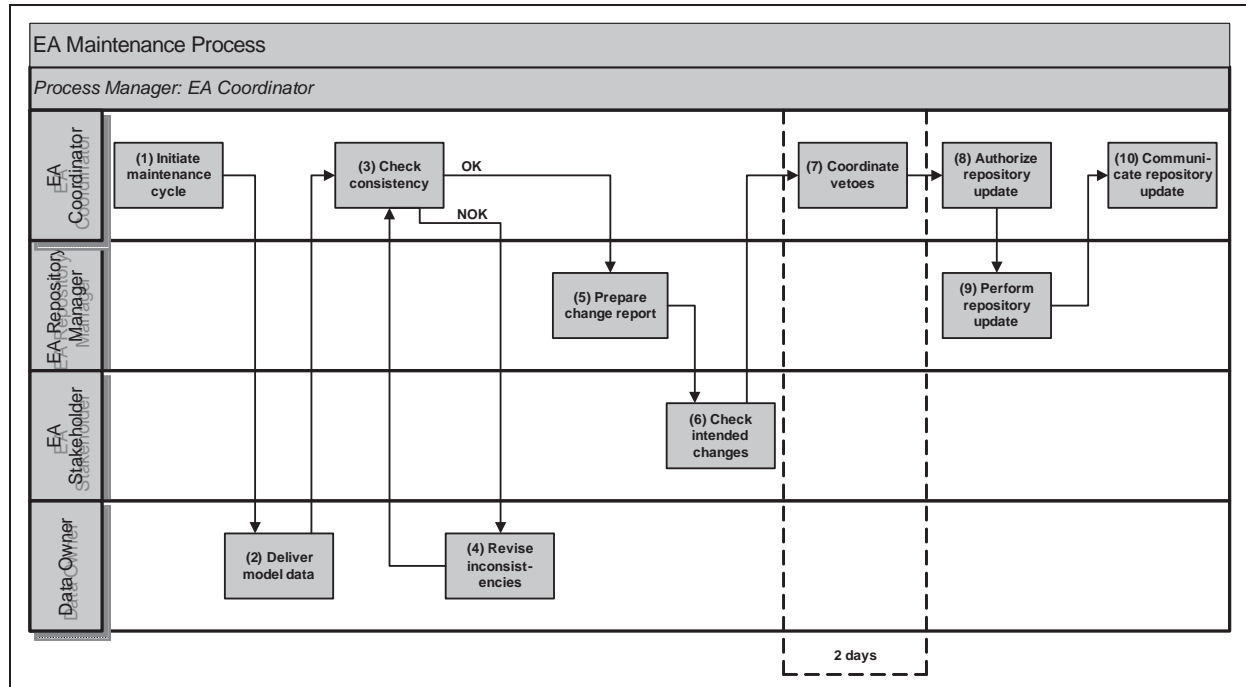 EA Maintenance Process
Process Manager: EA Coordinator
EA
Coordinator
(1) Initiate
maintenance
cycle
(3) Check
consistency
OK
NOK
(7) Coordinate
vetoes
(8) Authorize
repository
update
(10) Communi-
cate repository
update
EA Repository
Manager
(5) Prepare
change report
(9) Perform
repository
update
EA
Stakeholder
(6) Check
intended
changes
Data Owner
(2) Deliver
model data
(4) Revise
inconsist-
encies
2 days